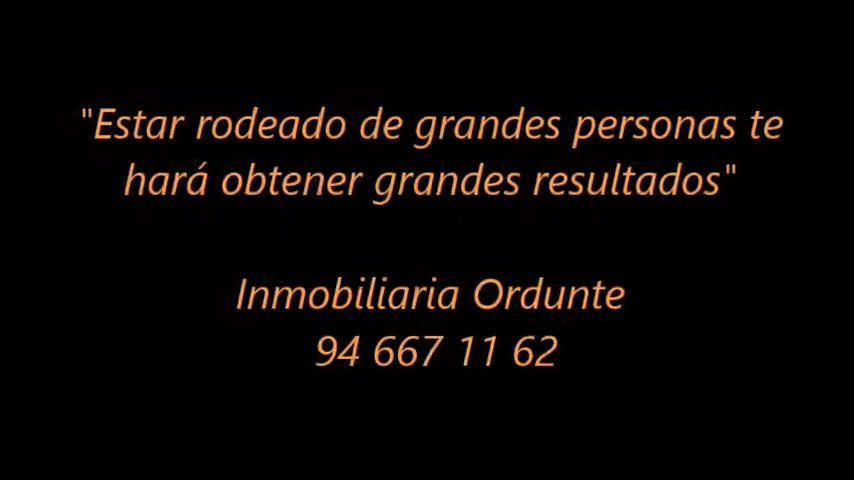 "Estar rodeado de grandes personas te
hará obtener grandes resultados"
Inmobiliaria Ordunte
94 667 11 62